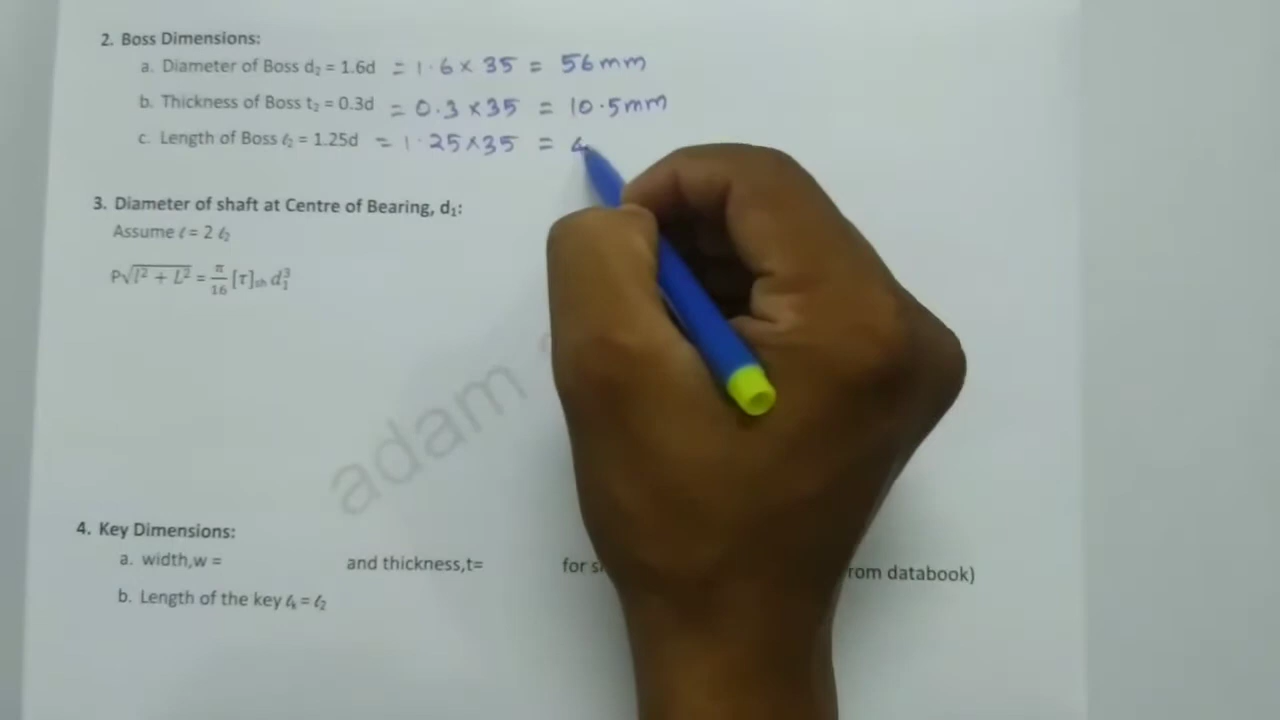 2. Boss Dimensions:
a. Diameter of Boss d₂ = 1.6d = 1.6 × 35 = 56mm
b. Thickness of Boss t₂ = 0.3d = 0.3 × 35 = 10.5mm
c. Length of Boss ℓ₂ = 1.25d = 1.25 × 35 = 4
3. Diameter of shaft at Centre of Bearing, d₁:
Assume ℓ = 2 ℓ₂
P√(l² + L²) = π/16 [τ]sh d₁³
adam
4. Key Dimensions:
a. width,w = and thickness,t= for databook)
b. Length of the key ℓₖ = ℓ₂